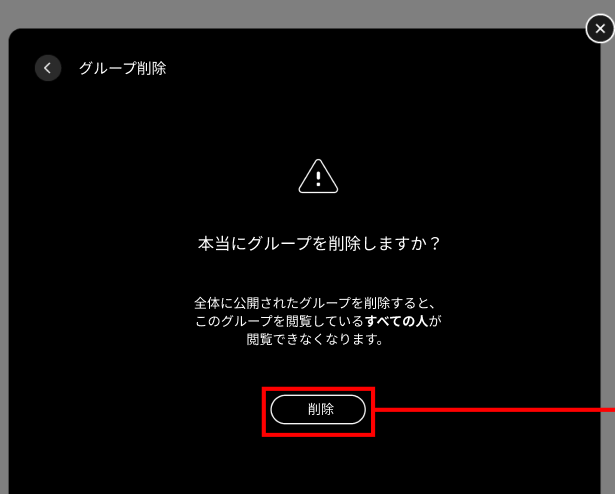 グループ削除
本当にグループを削除しますか？
全体に公開されたグループを削除すると、
このグループを閲覧しているすべての人が
閲覧できなくなります。
削除